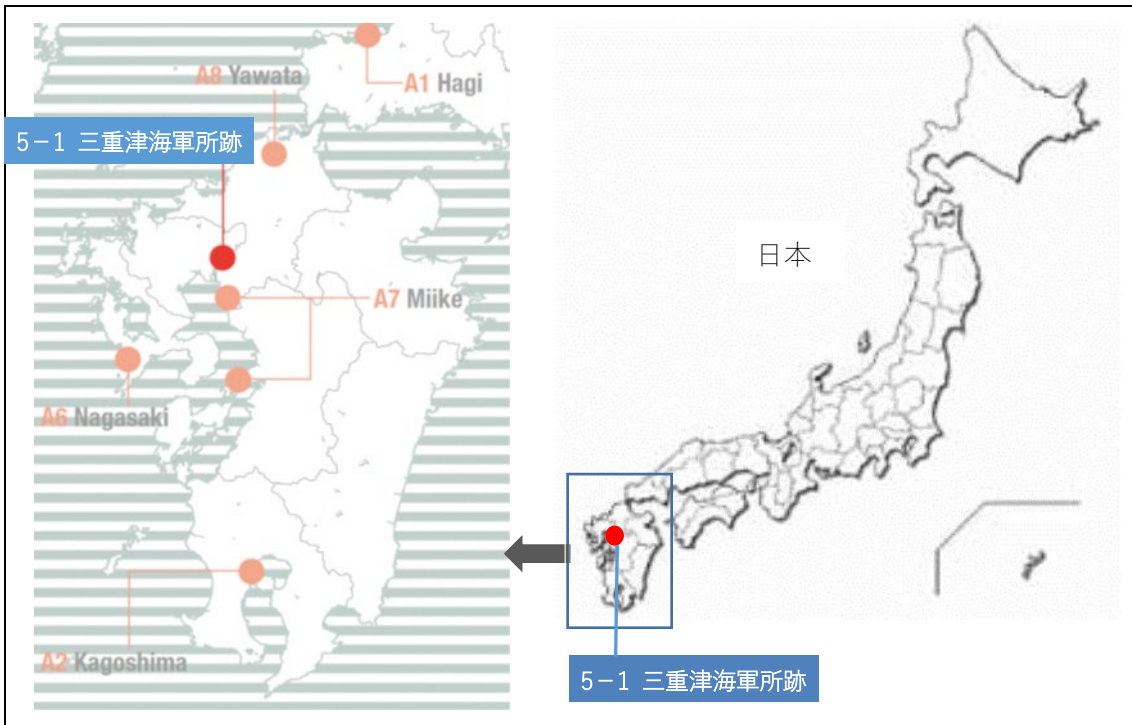 A8 Yawata
A1 Hagi
5－1 三重津海軍所跡
A7 Miike
A6 Nagasaki
A2 Kagoshima
日本
5－1 三重津海軍所跡